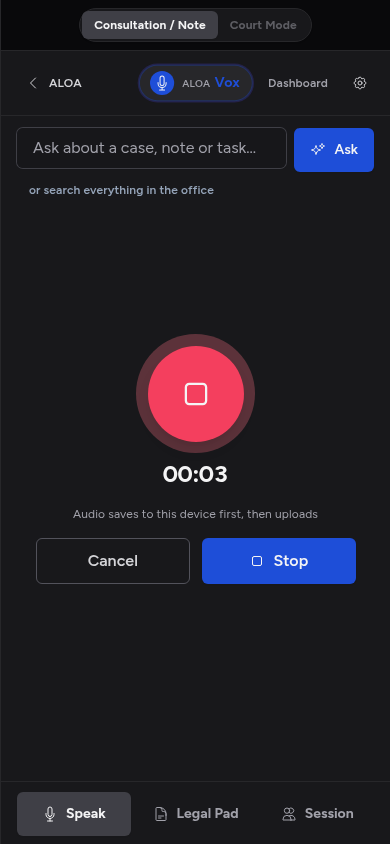 Consultation / Note
Court Mode
ALOA
ALOA Vox
Dashboard
Ask about a case, note or task...
Ask
or search everything in the office
00:03
Audio saves to this device first, then uploads
Cancel
Stop
Speak
Legal Pad
Session